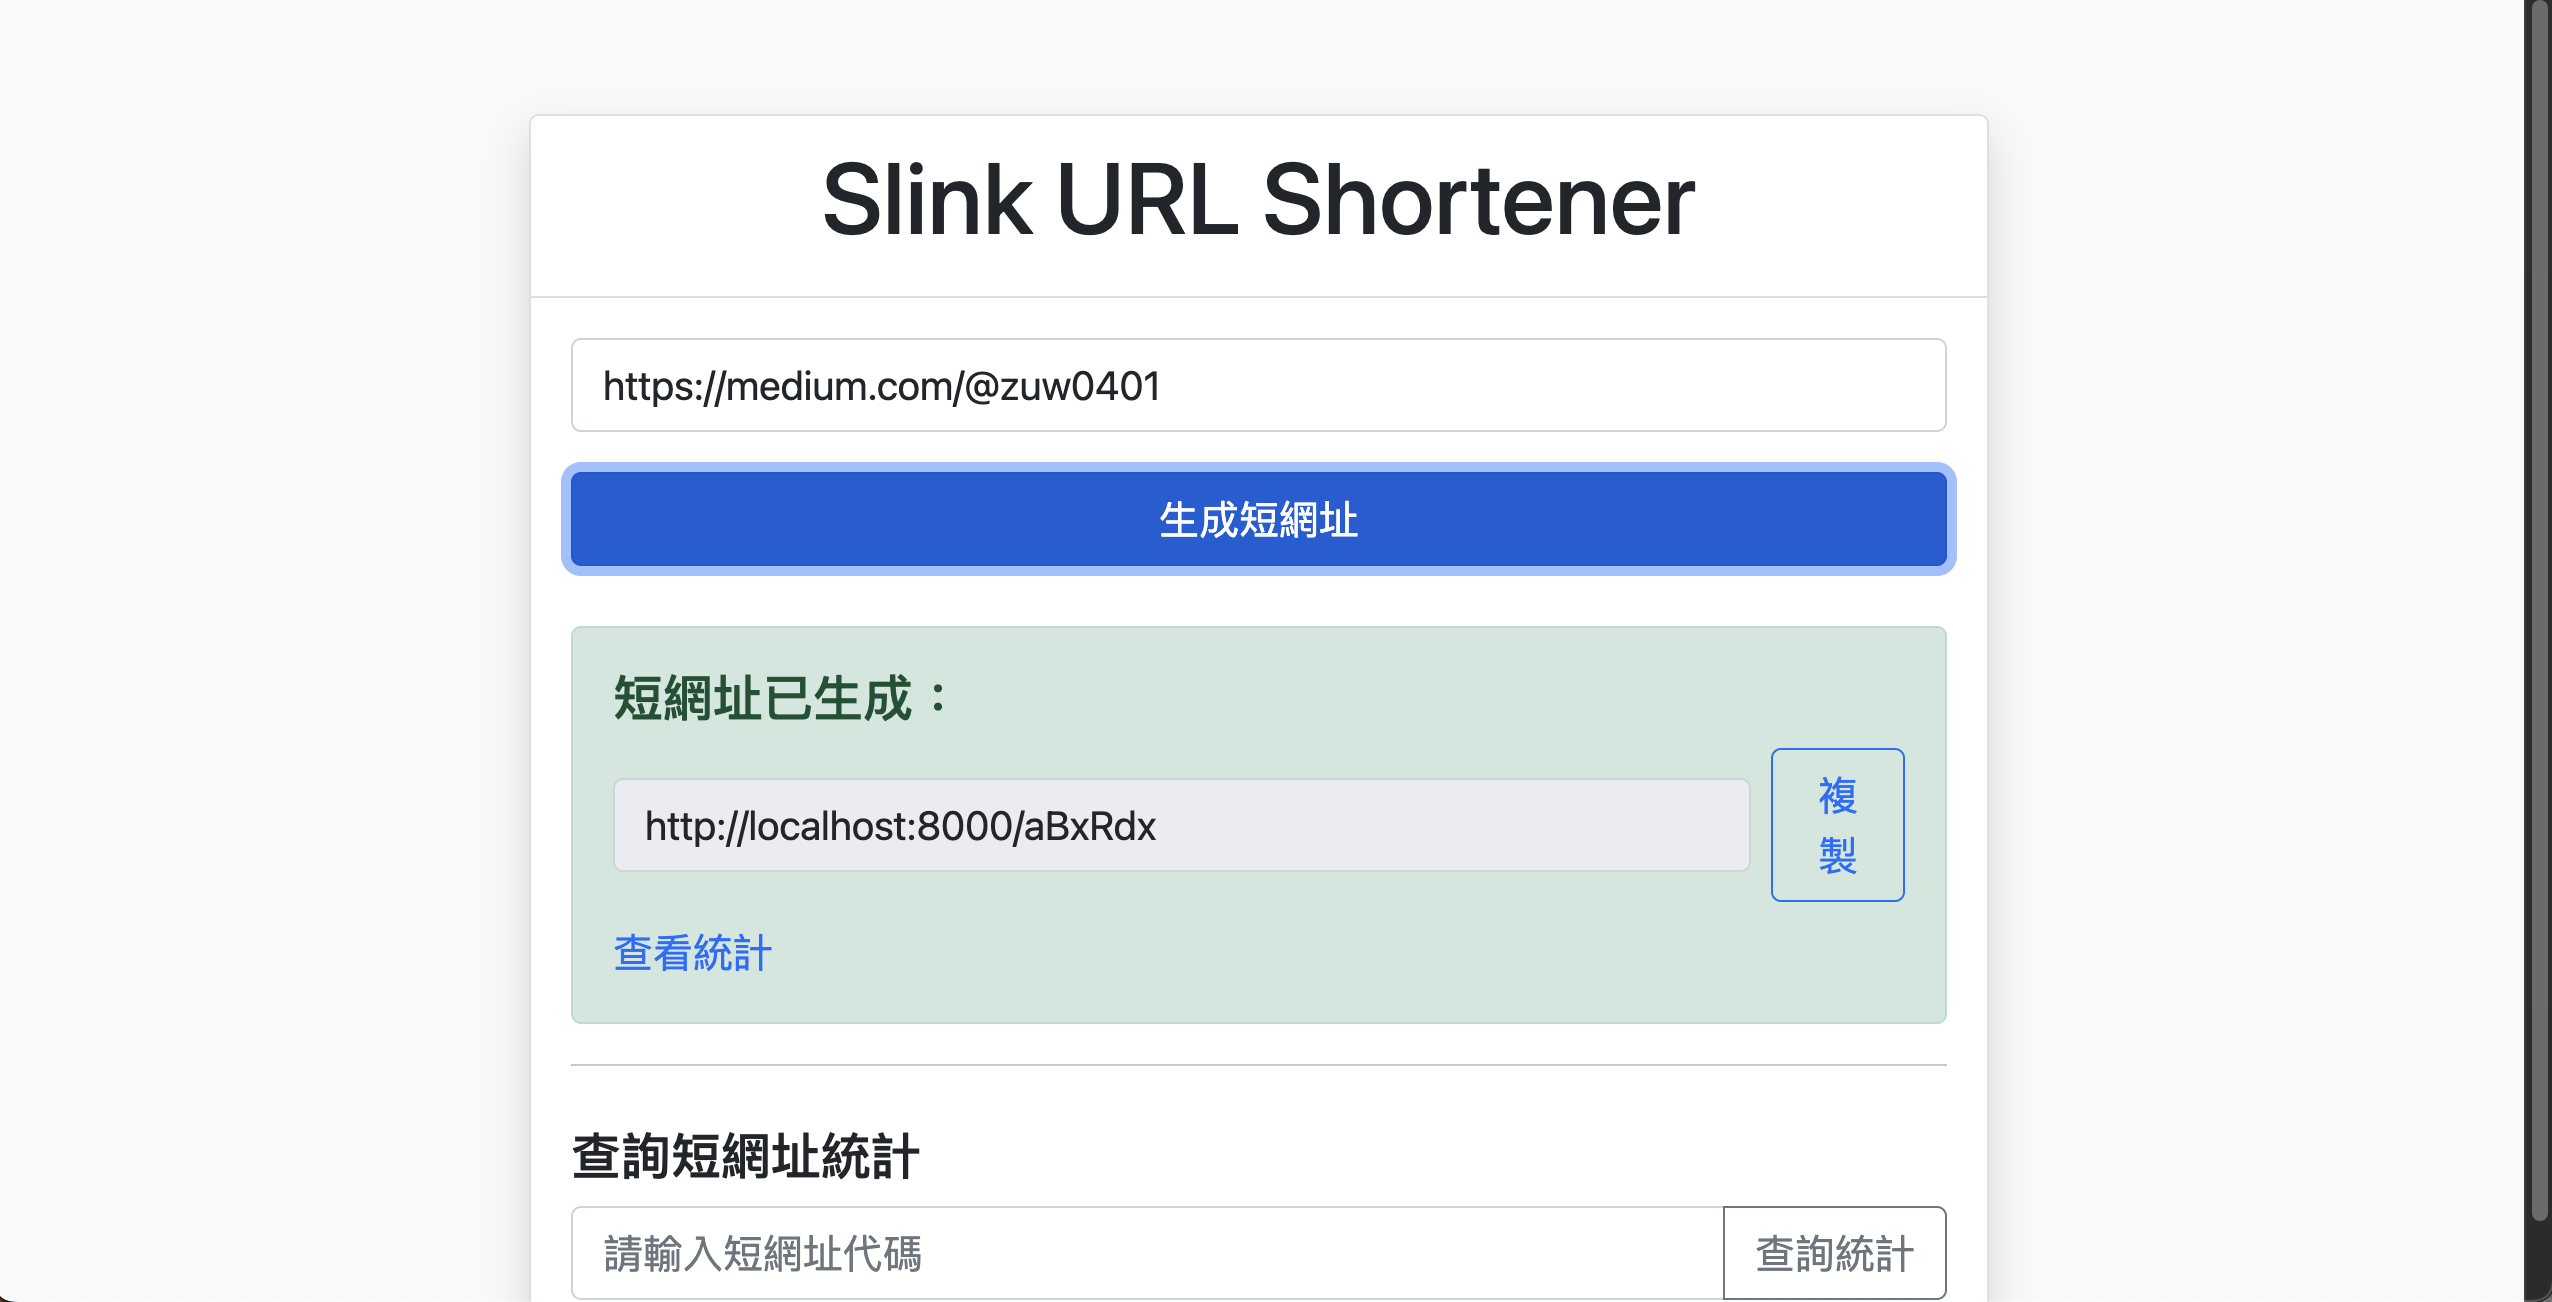 Slink URL Shortener
https://medium.com/@zuw0401
生成短網址
短網址已生成：
http://localhost:8000/aBxRdx
複
製
查看統計
查詢短網址統計
請輸入短網址代碼
查詢統計